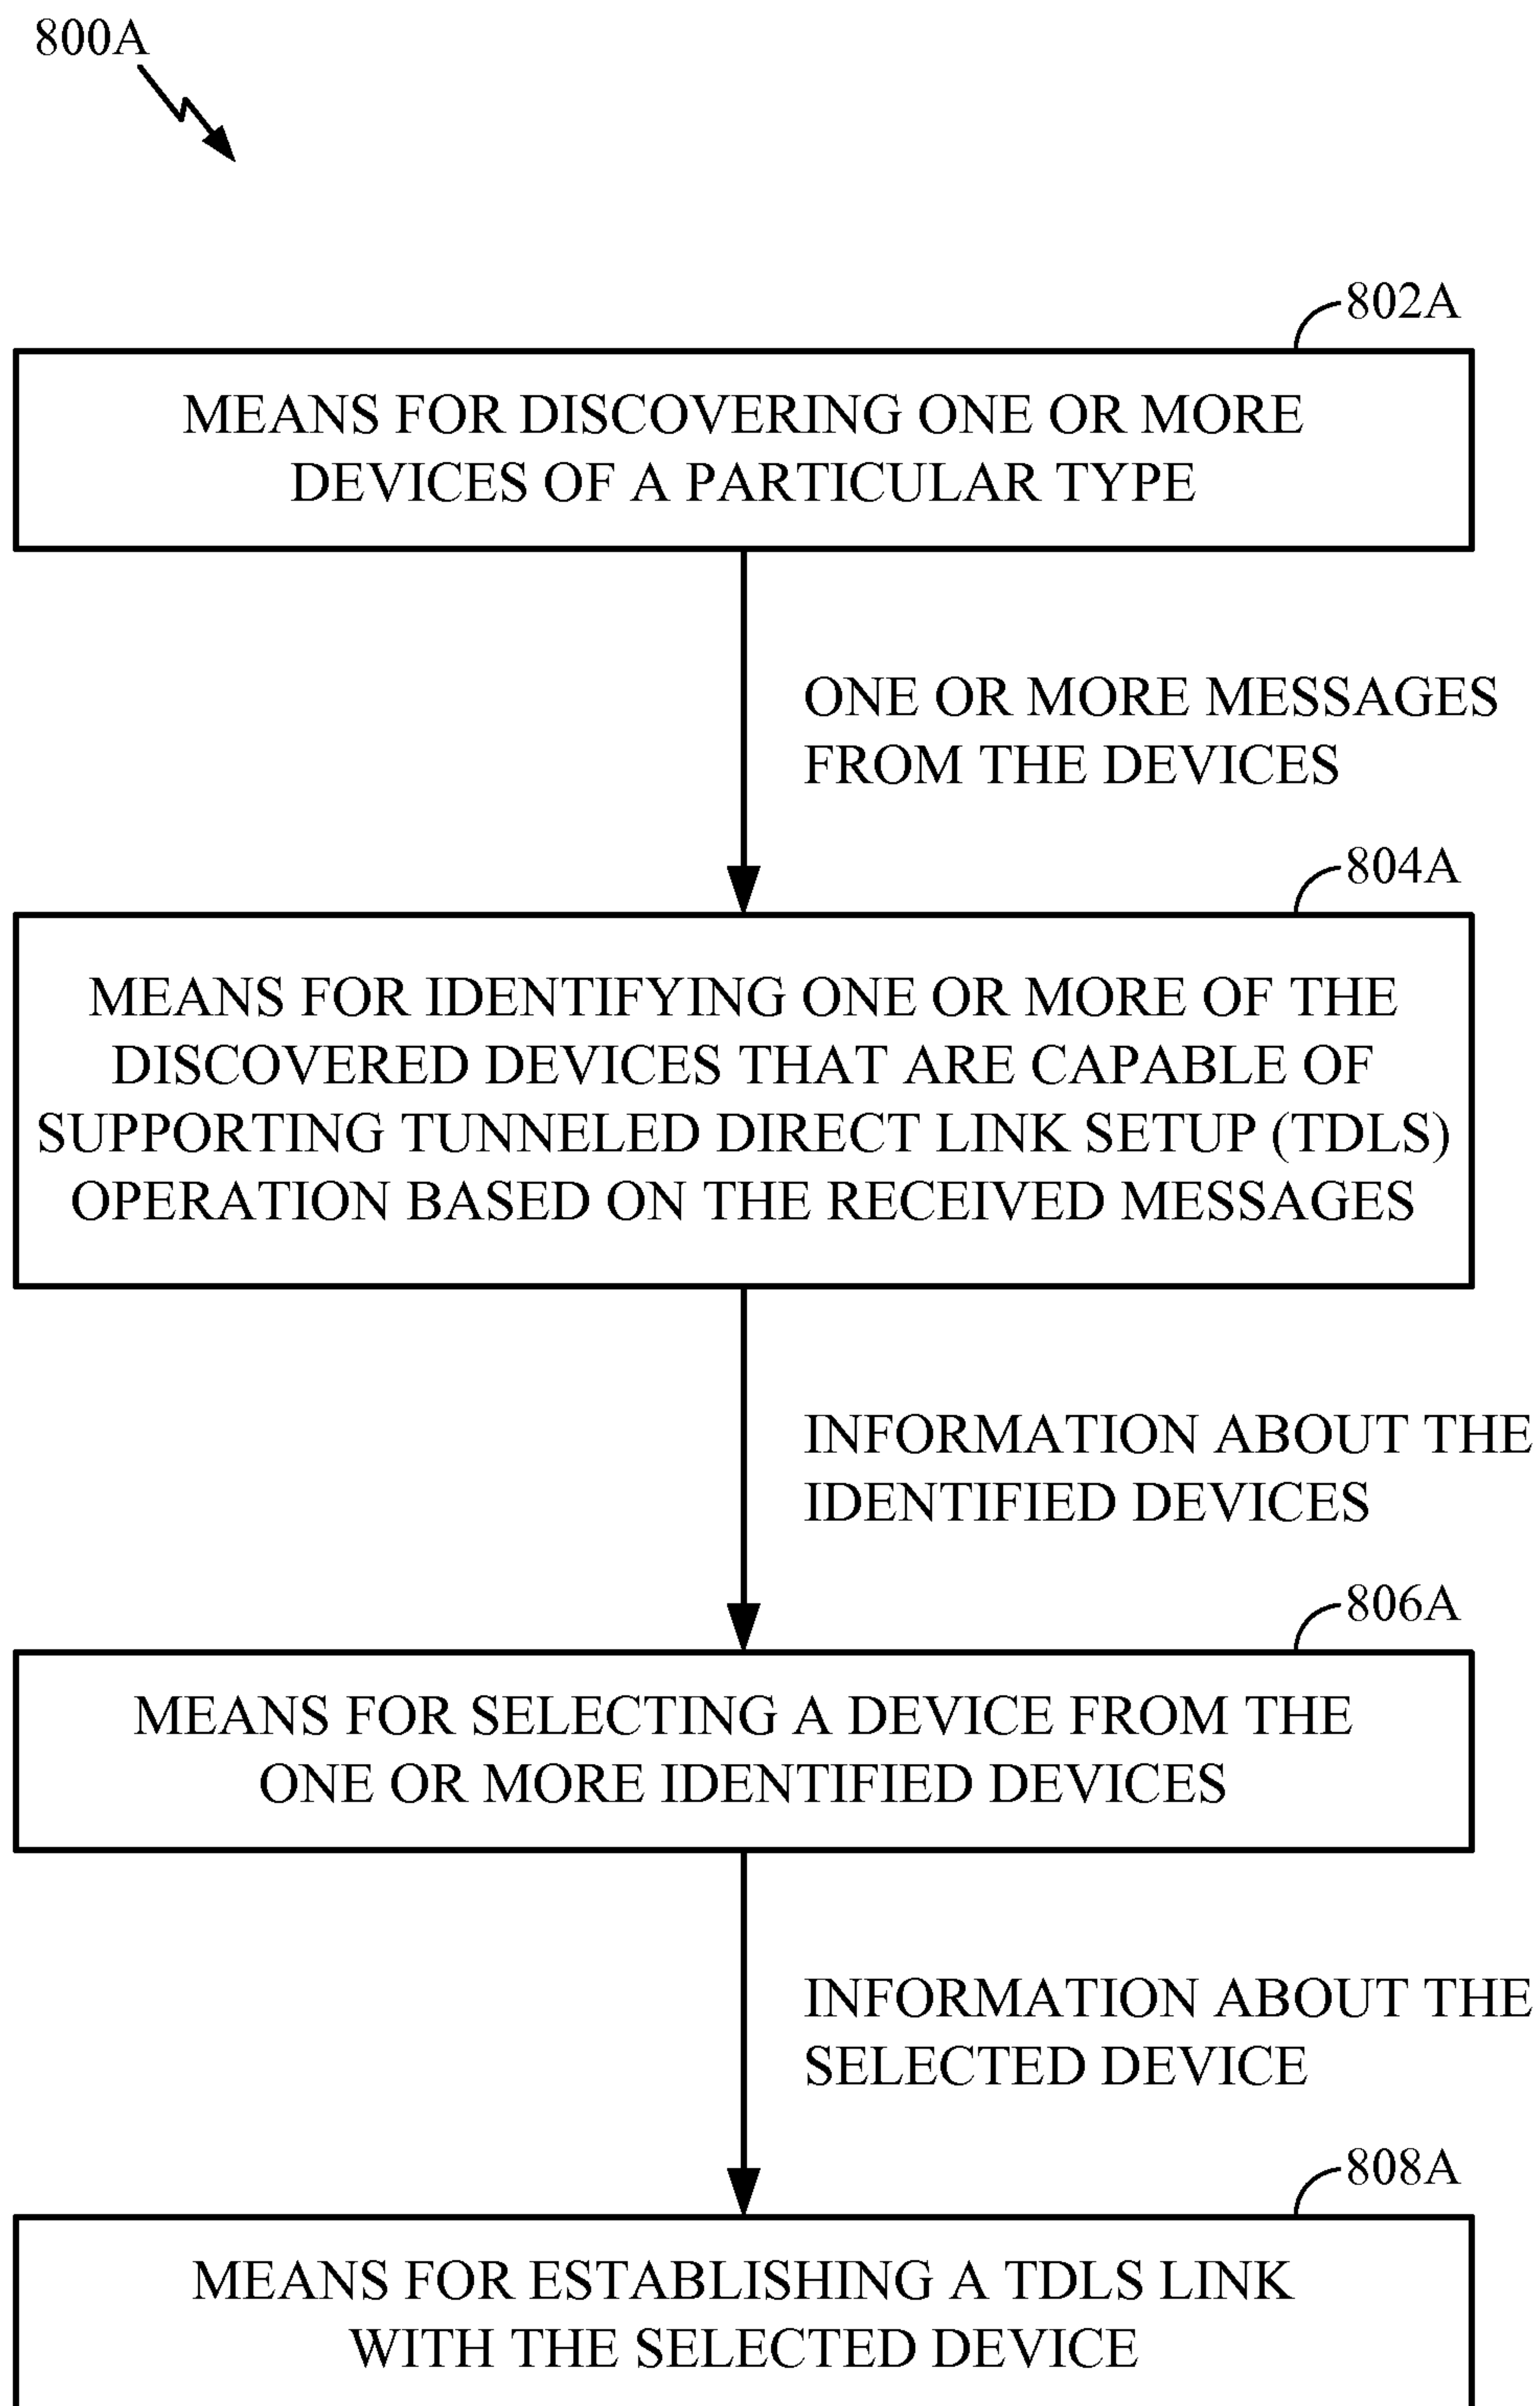 800A
802A
MEANS FOR DISCOVERING ONE OR MORE
DEVICES OF A PARTICULAR TYPE
ONE OR MORE MESSAGES
FROM THE DEVICES
804A
MEANS FOR IDENTIFYING ONE OR MORE OF THE
DISCOVERED DEVICES THAT ARE CAPABLE OF
SUPPORTING TUNNELED DIRECT LINK SETUP (TDLS)
OPERATION BASED ON THE RECEIVED MESSAGES
INFORMATION ABOUT THE
IDENTIFIED DEVICES
806A
MEANS FOR SELECTING A DEVICE FROM THE
ONE OR MORE IDENTIFIED DEVICES
INFORMATION ABOUT THE
SELECTED DEVICE
808A
MEANS FOR ESTABLISHING A TDLS LINK
WITH THE SELECTED DEVICE